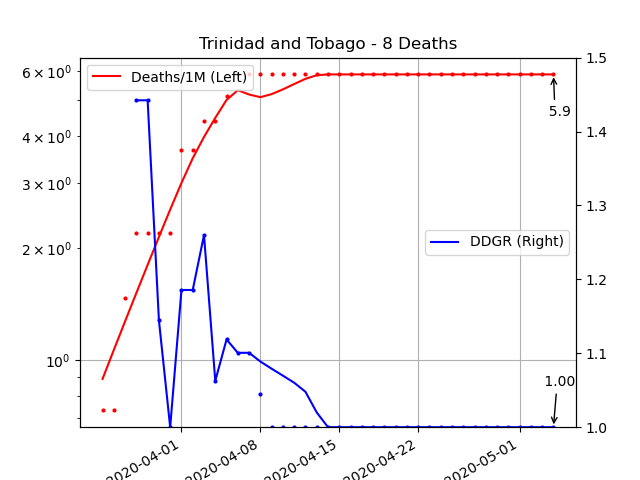 Trinidad and Tobago - 8 Deaths
Deaths/1M (Left)
DDGR (Right)
6 × 10⁰
4 × 10⁰
3 × 10⁰
2 × 10⁰
10⁰
1.5
1.4
1.3
1.2
1.1
1.0
5.9
1.00
2020-04-01
2020-04-08
2020-04-15
2020-04-22
2020-05-01